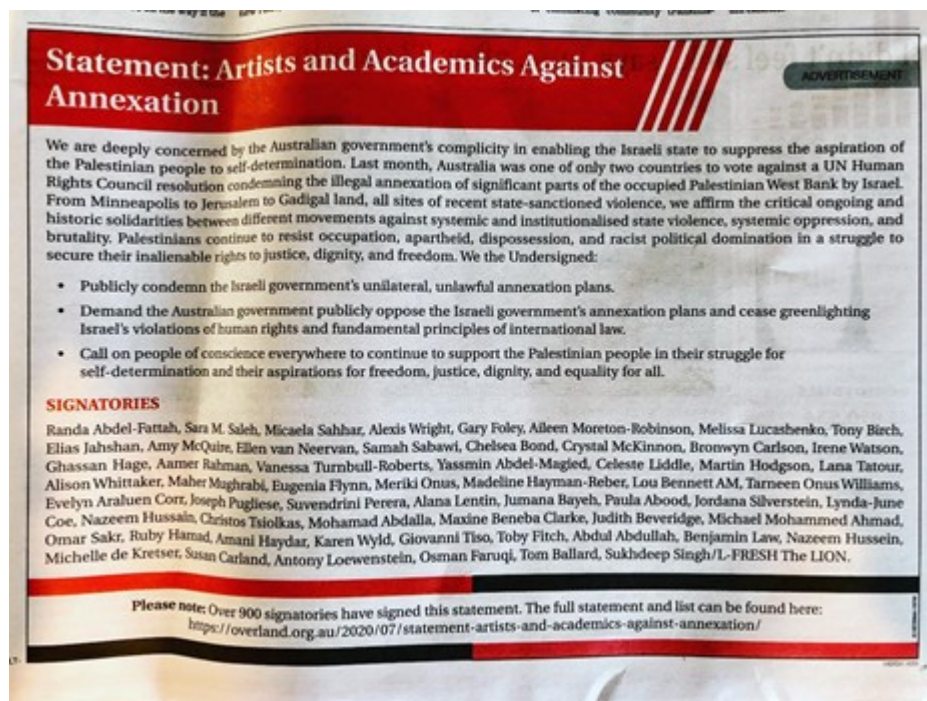 Statement: Artists and Academics Against
Annexation
ADVERTISEMENT
We are deeply concerned by the Australian government's complicity in enabling the Israeli state to suppress the aspiration of
the Palestinian people to self-determination. Last month, Australia was one of only two countries to vote against a UN Human
Rights Council resolution condemning the illegal annexation of significant parts of the occupied Palestinian West Bank by Israel.
From Minneapolis to Jerusalem to Gadigal land, all sites of recent state-sanctioned violence, we affirm the critical ongoing and
historic solidarities between different movements against systemic and institutionalised state violence, systemic oppression, and
brutality. Palestinians continue to resist occupation, apartheid, dispossession, and racist political domination in a struggle to
secure their inalienable rights to justice, dignity, and freedom. We the Undersigned:
• Publicly condemn the Israeli government's unilateral, unlawful annexation plans.
• Demand the Australian government publicly oppose the Israeli government's annexation plans and cease greenlighting
Israel's violations of human rights and fundamental principles of international law.
• Call on people of conscience everywhere to continue to support the Palestinian people in their struggle for
self-determination and their aspirations for freedom, justice, dignity, and equality for all.
SIGNATORIES
Randa Abdel-Fattah, Sara M. Saleh, Micaela Sahhar, Alexis Wright, Gary Foley, Aileen Moreton-Robinson, Melissa Lucashenko, Tony Birch,
Elias Jahshan, Amy McQuire, Ellen van Neervan, Samah Sabawi, Chelsea Bond, Crystal McKinnon, Bronwyn Carlson, Irene Watson,
Ghassan Hage, Aamer Rahman, Vanessa Turnbull-Roberts, Yassmin Abdel-Magied, Celeste Liddle, Martin Hodgson, Lana Tatour,
Alison Whittaker, Maher Mughrabi, Eugenia Flynn, Meriki Onus, Madeline Hayman-Reber, Lou Bennett AM, Tarneen Onus Williams,
Evelyn Araluen Corr, Joseph Pugliese, Suvendrini Perera, Alana Lentin, Jumana Bayeh, Paula Abood, Jordana Silverstein, Lynda-June
Coe, Nazeem Hussain, Christos Tsiolkas, Mohamad Abdalla, Maxine Beneba Clarke, Judith Beveridge, Michael Mohammed Ahmad,
Omar Sakr, Ruby Hamad, Amani Haydar, Karen Wyld, Giovanni Tiso, Toby Fitch, Abdul Abdullah, Benjamin Law, Nazeem Hussein,
Michelle de Kretser, Susan Carland, Antony Loewenstein, Osman Faruqi, Tom Ballard, Sukhdeep Singh/L-FRESH The LION.
Please note: Over 900 signatories have signed this statement. The full statement and list can be found here:
https://overland.org.au/2020/07/statement-artists-and-academics-against-annexation/